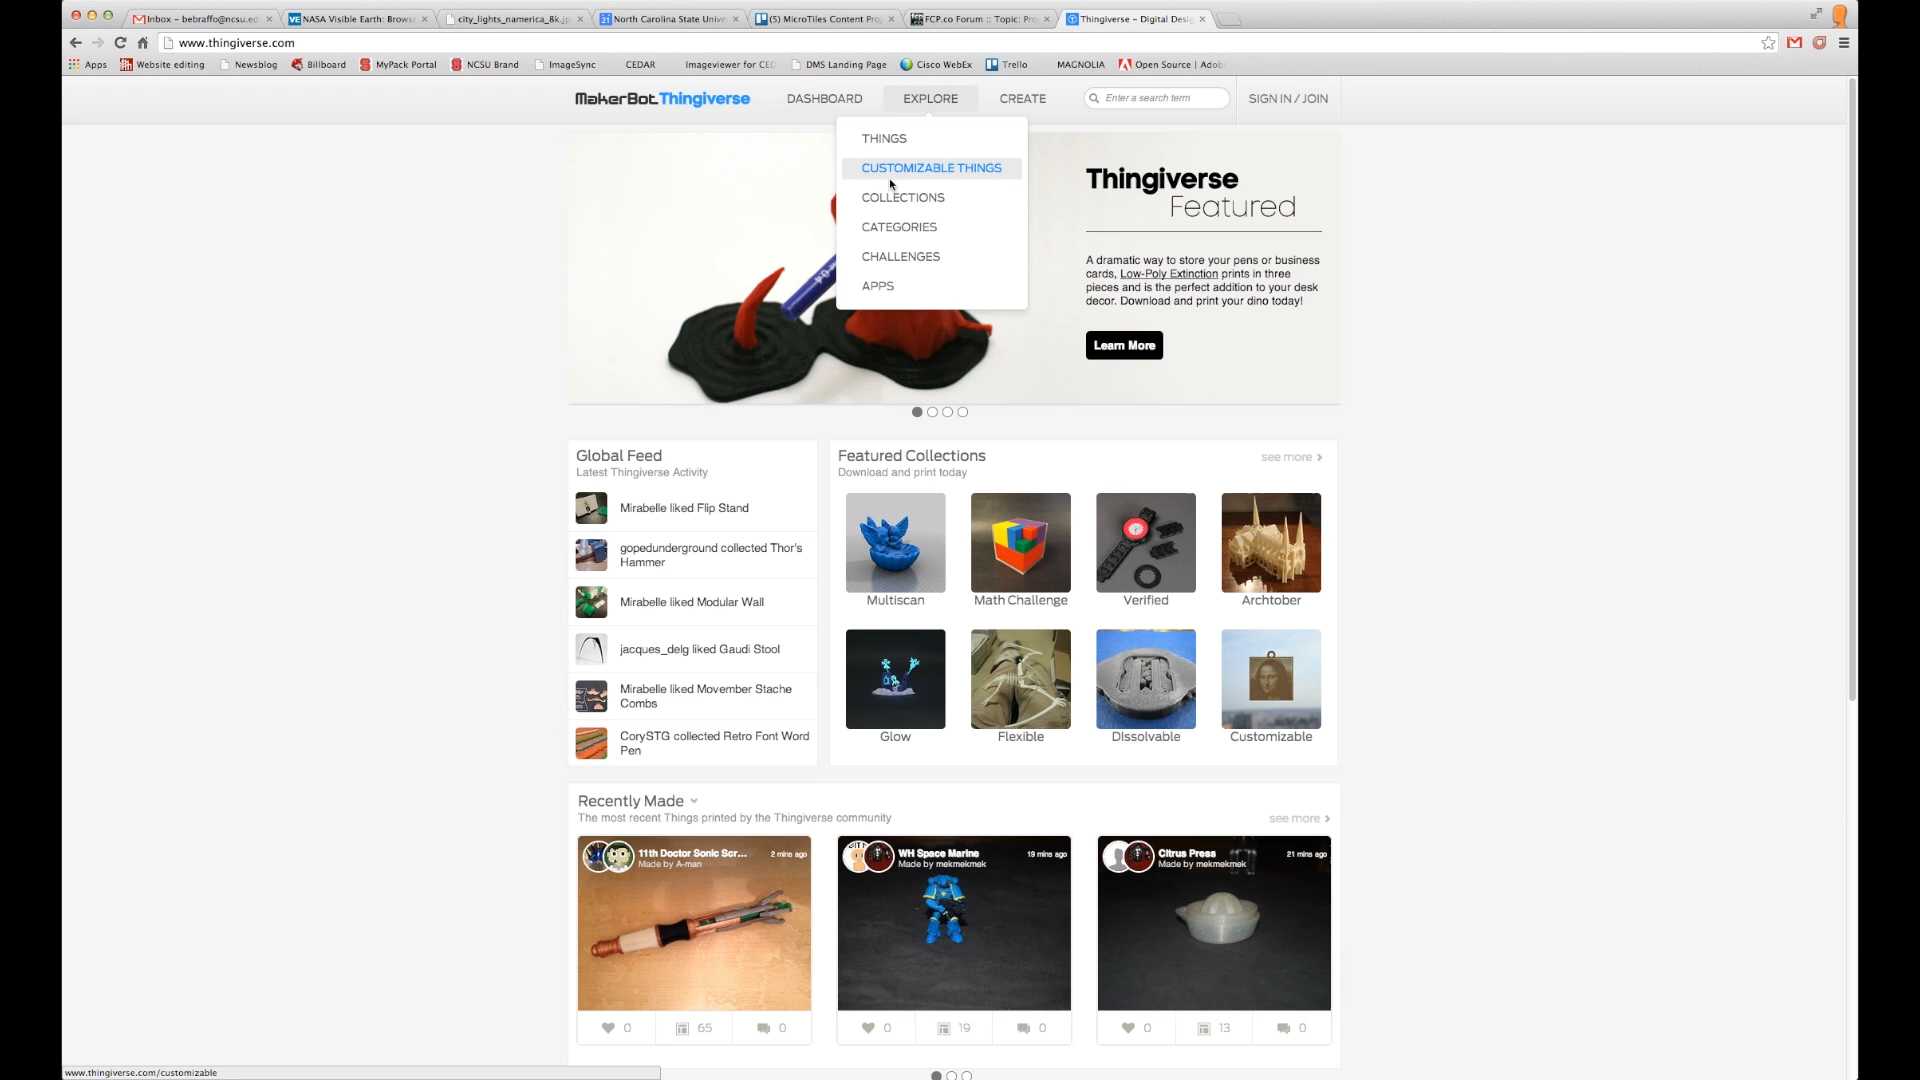 Inbox – bebraffo@ncsu.ed
NASA Visible Earth: Browse
city_lights_namerica_8k.jp
North Carolina State Unive
(5) MicroTiles Content Pro
FCP.co Forum :: Topic: Pro
Thingiverse – Digital Desi
www.thingiverse.com
Apps
Website editing
Newsblog
Billboard
MyPack Portal
NCSU Brand
ImageSync
CEDAR
Imageviewer for CED
DMS Landing Page
Cisco WebEx
Trello
MAGNOLIA
Open Source | Adob
MakerBot Thingiverse
DASHBOARD
EXPLORE
CREATE
Enter a search term
SIGN IN / JOIN
THINGS
CUSTOMIZABLE THINGS
COLLECTIONS
CATEGORIES
CHALLENGES
APPS
Thingiverse
Featured
A dramatic way to store your pens or business
cards, Low-Poly Extinction prints in three
pieces and is the perfect addition to your desk
decor. Download and print your dino today!
Learn More
Global Feed
Latest Thingiverse Activity
Mirabelle liked Flip Stand
gopedunderground collected Thor's
Hammer
Mirabelle liked Modular Wall
jacques_delg liked Gaudi Stool
Mirabelle liked Movember Stache
Combs
CorySTG collected Retro Font Word
Pen
Featured Collections
see more
Download and print today
Multiscan
Math Challenge
Verified
Archtober
Glow
Flexible
Dissolvable
Customizable
Recently Made
The most recent Things printed by the Thingiverse community
see more
11th Doctor Sonic Scr...
2 mins ago
Made by A-man
WH Space Marine
19 mins ago
Made by mekmekmek
Citrus Press
21 mins ago
Made by mekmekmek
0 65 0
0 19 0
0 13 0
www.thingiverse.com/customizable